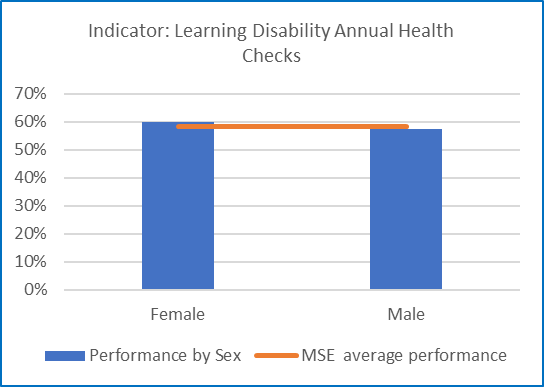 Indicator: Learning Disability Annual Health
Checks
70%
60%
50%
40%
30%
20%
10%
0%
Female Male
Performance by Sex MSE average performance